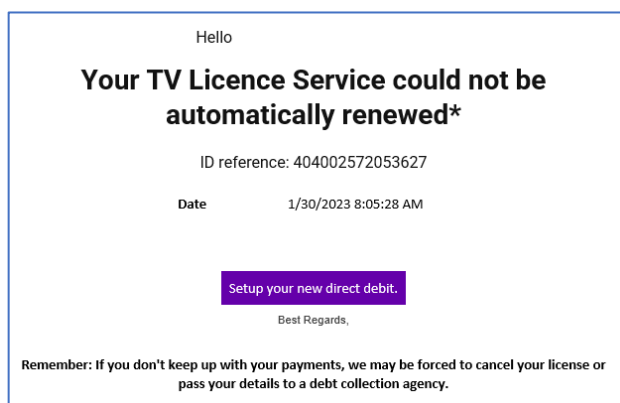 Hello
Your TV Licence Service could not be
automatically renewed*
ID reference: 404002572053627
Date 1/30/2023 8:05:28 AM
Setup your new direct debit.
Best Regards,
Remember: If you don't keep up with your payments, we may be forced to cancel your license or
pass your details to a debt collection agency.